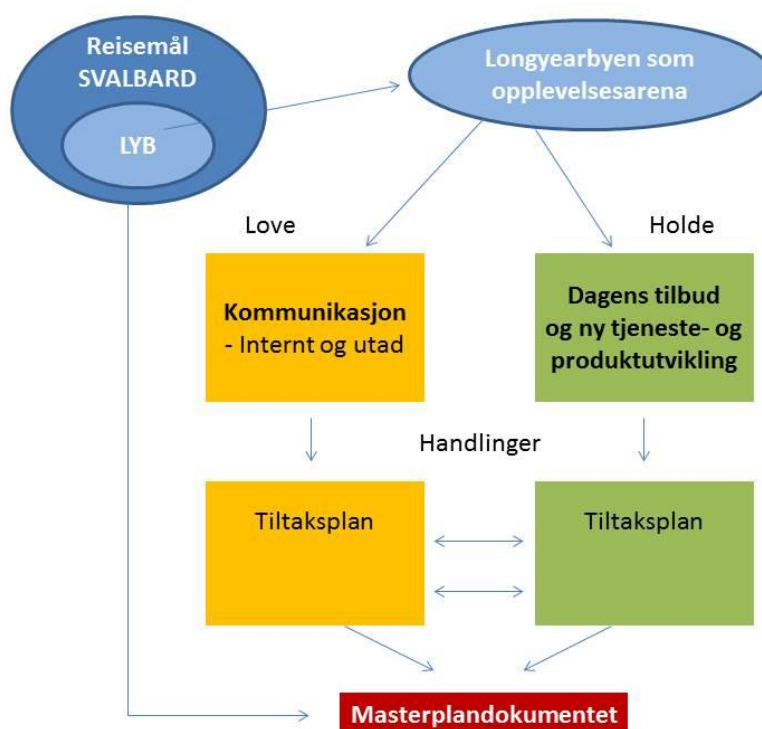 Reisemål
SVALBARD
LYB
Longyearbyen som
opplevelsesarena
Love
Holde
Kommunikasjon
- Internt og utad
Dagens tilbud
og ny tjeneste- og
produktutvikling
Handlinger
Tiltaksplan
Tiltaksplan
Masterplandokumentet